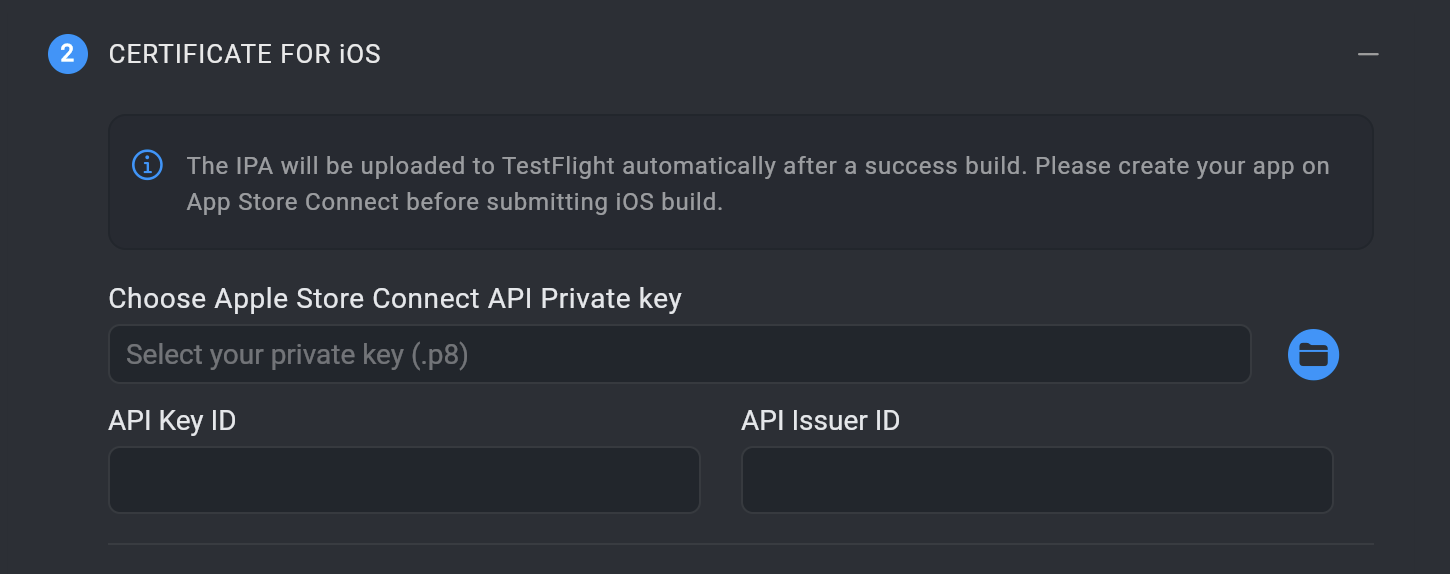 2 CERTIFICATE FOR iOS
The IPA will be uploaded to TestFlight automatically after a success build. Please create your app on
App Store Connect before submitting iOS build.
Choose Apple Store Connect API Private key
Select your private key (.p8)
API Key ID API Issuer ID